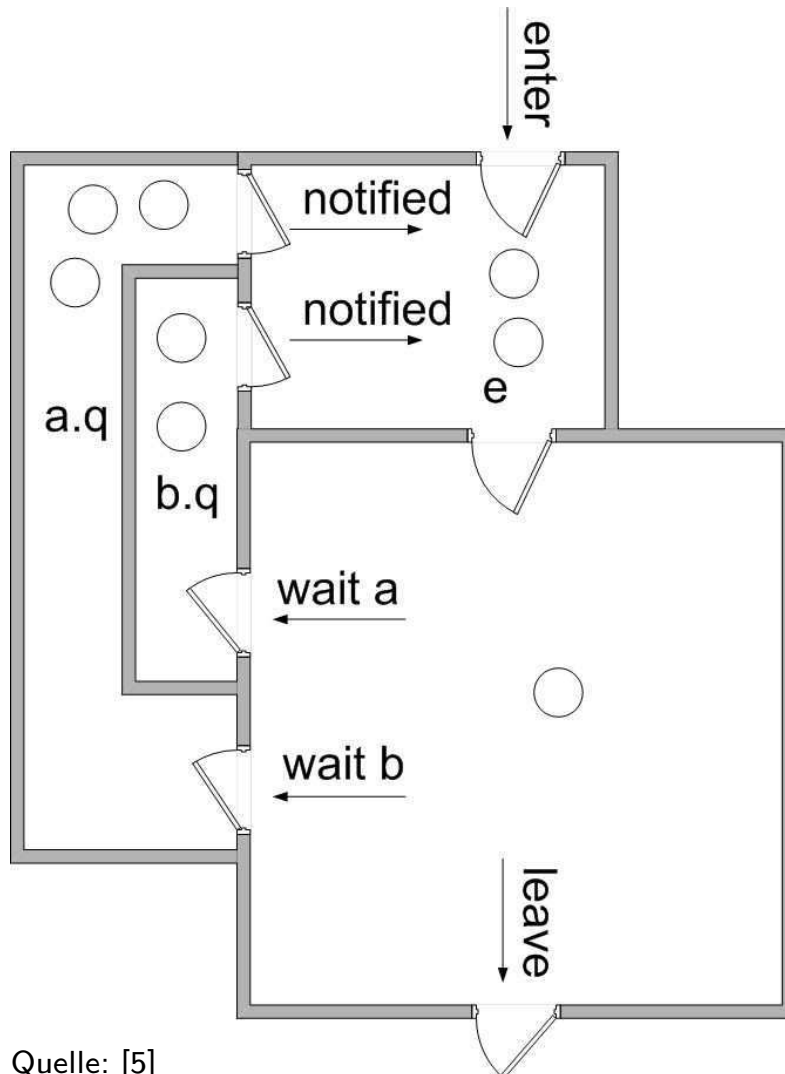 enter
notified
notified
e
a.q
b.q
wait a
wait b
leave
Quelle: [5]